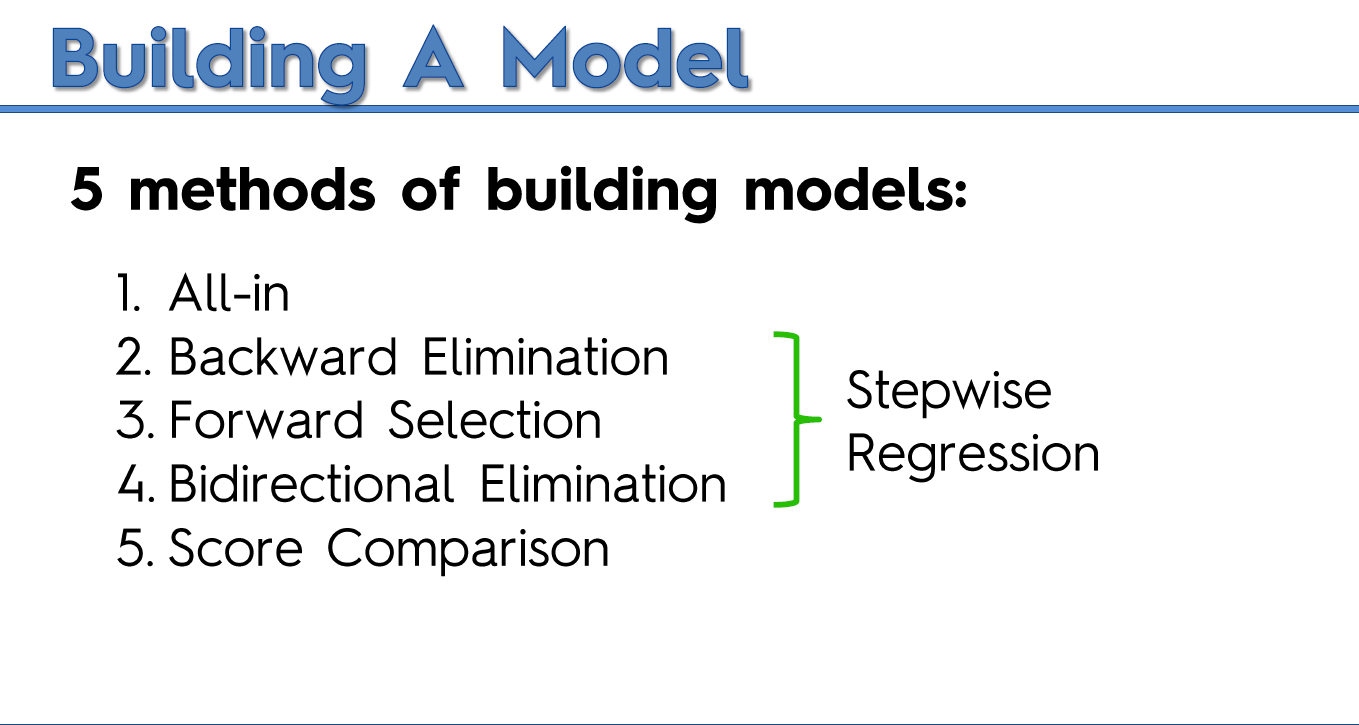 Building A Model
5 methods of building models:
1. All-in
2. Backward Elimination
3. Forward Selection
4. Bidirectional Elimination
5. Score Comparison
Stepwise
Regression